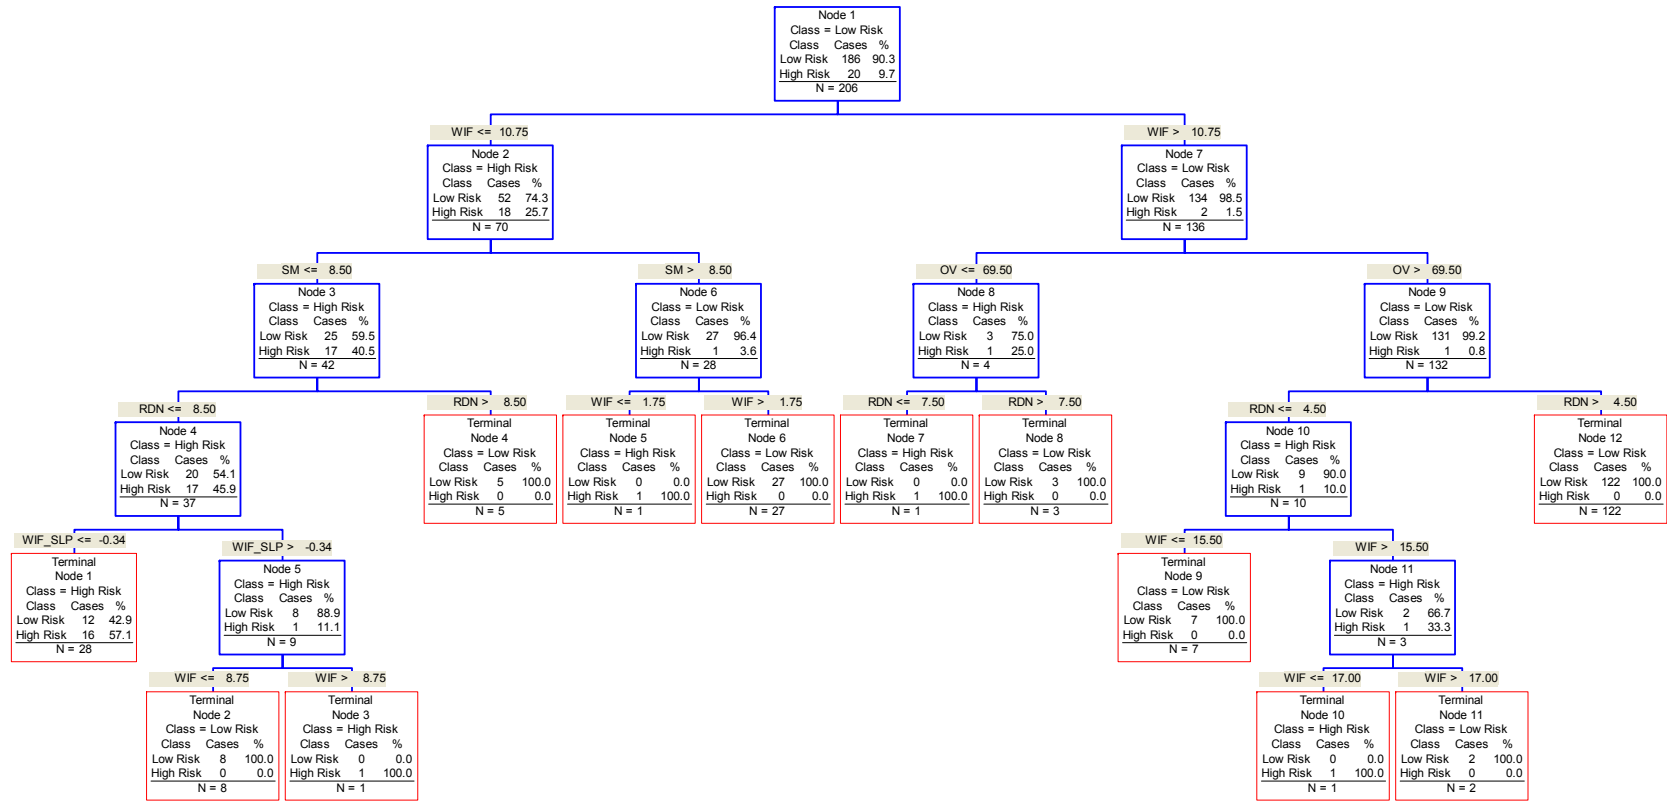 Node 1
Class = Low Risk
Class Cases %
Low Risk 186 90.3
High Risk 20 9.7
N = 206
WIF <= 10.75
WIF > 10.75
Node 2
Class = High Risk
Class Cases %
Low Risk 52 74.3
High Risk 18 25.7
N = 70
Node 7
Class = Low Risk
Class Cases %
Low Risk 134 98.5
High Risk 2 1.5
N = 136
SM <= 8.50
SM > 8.50
OV <= 69.50
OV > 69.50
Node 3
Class = High Risk
Class Cases %
Low Risk 25 59.5
High Risk 17 40.5
N = 42
Node 6
Class = Low Risk
Class Cases %
Low Risk 27 96.4
High Risk 1 3.6
N = 28
Node 8
Class = High Risk
Class Cases %
Low Risk 3 75.0
High Risk 1 25.0
N = 4
Node 9
Class = Low Risk
Class Cases %
Low Risk 131 99.2
High Risk 1 0.8
N = 132
RDN <= 8.50
RDN > 8.50
WIF <= 1.75
WIF > 1.75
RDN <= 7.50
RDN > 7.50
RDN <= 4.50
RDN > 4.50
Node 4
Class = High Risk
Class Cases %
Low Risk 20 54.1
High Risk 17 45.9
N = 37
Terminal
Node 4
Class = Low Risk
Class Cases %
Low Risk 5 100.0
High Risk 0 0.0
N = 5
Terminal
Node 5
Class = High Risk
Class Cases %
Low Risk 0 0.0
High Risk 1 100.0
N = 1
Terminal
Node 6
Class = Low Risk
Class Cases %
Low Risk 27 100.0
High Risk 0 0.0
N = 27
Terminal
Node 7
Class = High Risk
Class Cases %
Low Risk 0 0.0
High Risk 1 100.0
N = 1
Terminal
Node 8
Class = Low Risk
Class Cases %
Low Risk 3 100.0
High Risk 0 0.0
N = 3
Node 10
Class = High Risk
Class Cases %
Low Risk 9 90.0
High Risk 1 10.0
N = 10
Terminal
Node 12
Class = Low Risk
Class Cases %
Low Risk 122 100.0
High Risk 0 0.0
N = 122
WIF_SLP <= -0.34
WIF_SLP > -0.34
WIF <= 15.50
WIF > 15.50
Terminal
Node 1
Class = High Risk
Class Cases %
Low Risk 12 42.9
High Risk 16 57.1
N = 28
Node 5
Class = High Risk
Class Cases %
Low Risk 8 88.9
High Risk 1 11.1
N = 9
Terminal
Node 9
Class = Low Risk
Class Cases %
Low Risk 7 100.0
High Risk 0 0.0
N = 7
Node 11
Class = High Risk
Class Cases %
Low Risk 2 66.7
High Risk 1 33.3
N = 3
WIF <= 8.75
WIF > 8.75
WIF <= 17.00
WIF > 17.00
Terminal
Node 2
Class = Low Risk
Class Cases %
Low Risk 8 100.0
High Risk 0 0.0
N = 8
Terminal
Node 3
Class = High Risk
Class Cases %
Low Risk 0 0.0
High Risk 1 100.0
N = 1
Terminal
Node 10
Class = High Risk
Class Cases %
Low Risk 0 0.0
High Risk 1 100.0
N = 1
Terminal
Node 11
Class = Low Risk
Class Cases %
Low Risk 2 100.0
High Risk 0 0.0
N = 2